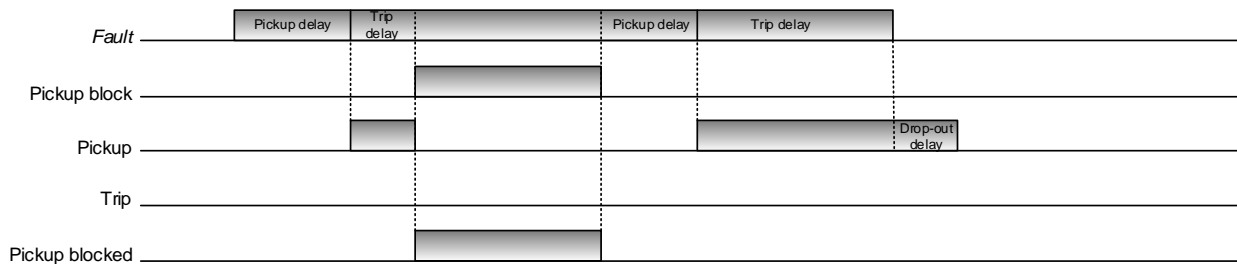 Fault
Pickup delay
Trip delay
Pickup delay
Trip delay
Pickup block
Pickup
Drop-out delay
Trip
Pickup blocked